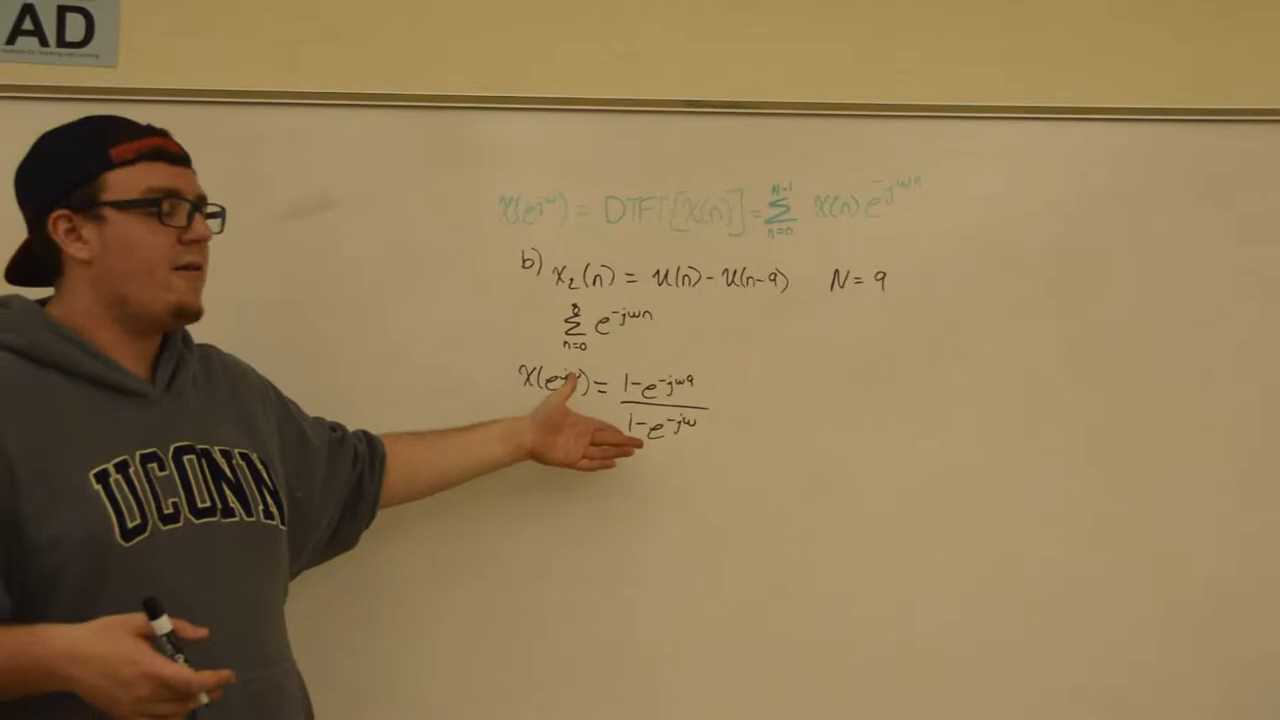 AD
X(e^jω) = DTFT[x(n)] = Σ_{n=0}^{N-1} x(n) e^{-jωn}
b) x₂(n) = u(n) - u(n-9)   N = 9
Σ_{n=0}^{8} e^{-jωn}
X(e^jω) = 1-e^{-jω9}
1-e^{-jω}
UCONN